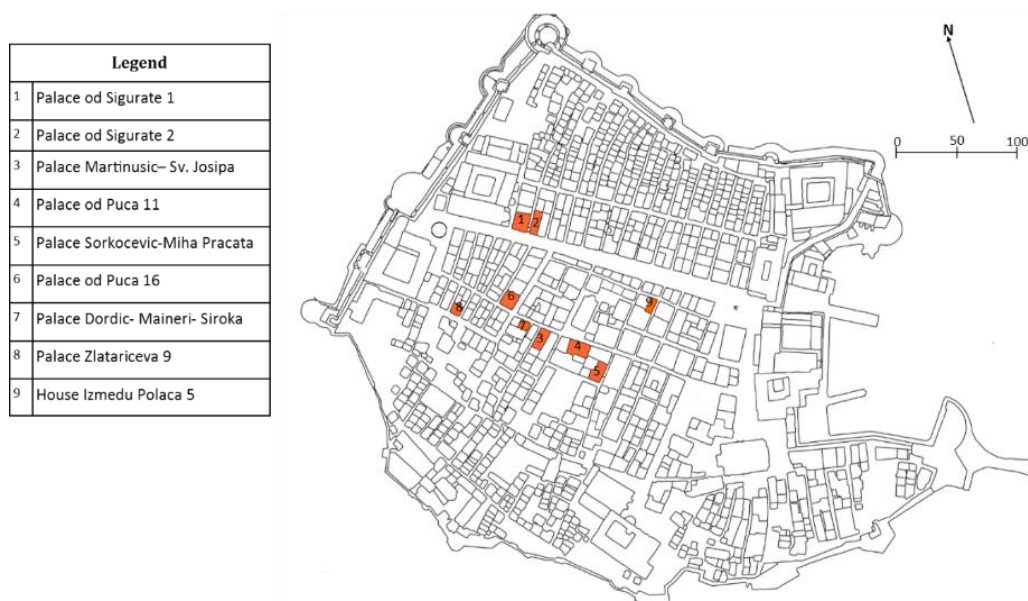 Legend
1 Palace od Sigurate 1
2 Palace od Sigurate 2
3 Palace Martinusic– Sv. Josipa
4 Palace od Puca 11
5 Palace Sorkocevic-Miha Pracata
6 Palace od Puca 16
7 Palace Dordic- Maineri- Siroka
8 Palace Zlatariceva 9
9 House Izmedu Polaca 5
N
0 50 100
1 2
9
6
8
7 3
4
5